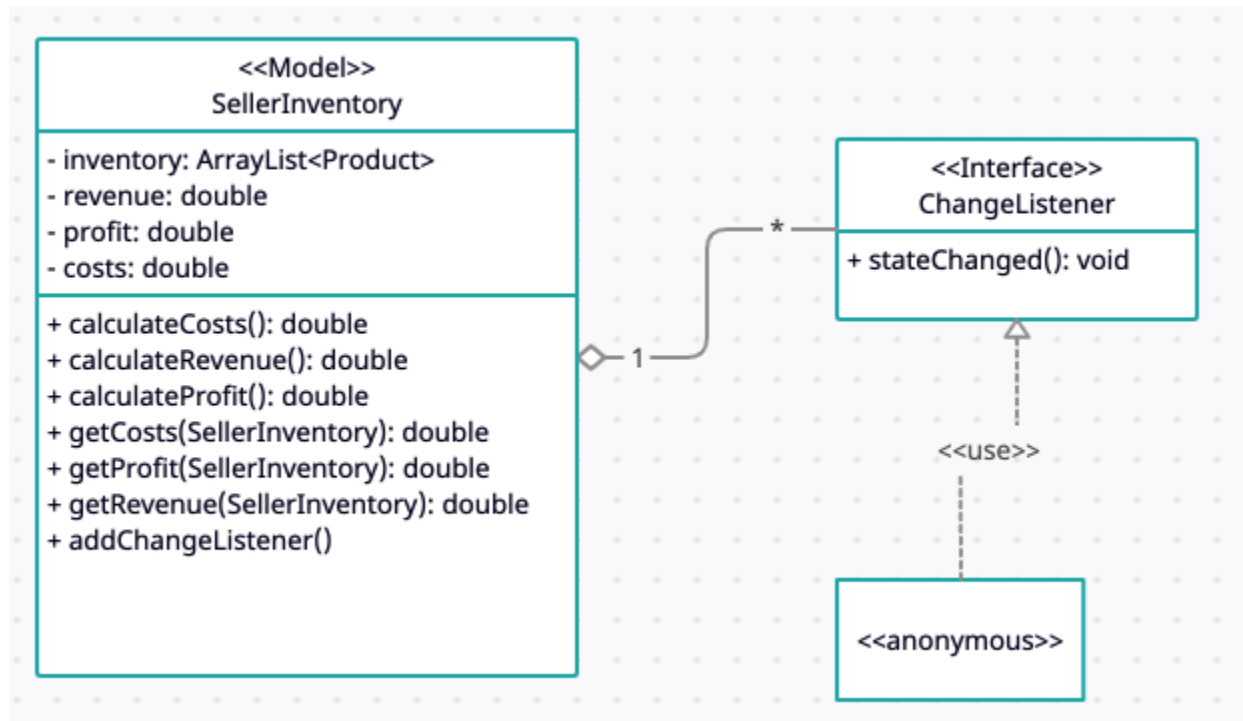 <<Model>>
SellerInventory
- inventory: ArrayList<Product>
- revenue: double
- profit: double
- costs: double
+ calculateCosts(): double
+ calculateRevenue(): double
+ calculateProfit(): double
+ getCosts(SellerInventory): double
+ getProfit(SellerInventory): double
+ getRevenue(SellerInventory): double
+ addChangeListener()
1
*
<<Interface>>
ChangeListener
+ stateChanged(): void
<<use>>
<<anonymous>>